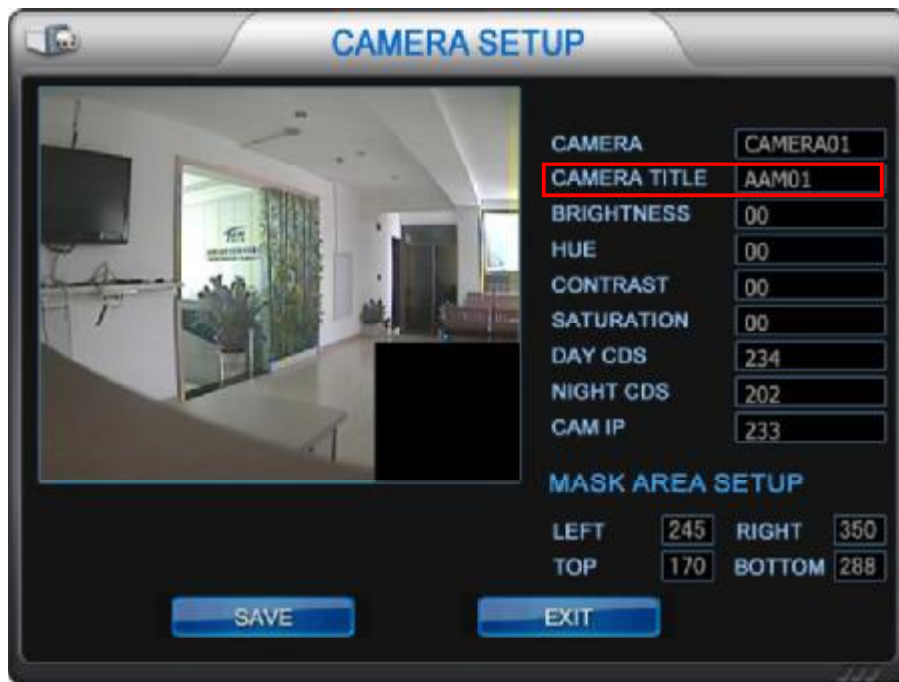 CAMERA SETUP
CAMERA CAMERA01
CAMERA TITLE AAM01
BRIGHTNESS 00
HUE 00
CONTRAST 00
SATURATION 00
DAY CDS 234
NIGHT CDS 202
CAM IP 233
MASK AREA SETUP
LEFT 245 RIGHT 350
TOP 170 BOTTOM 288
SAVE EXIT